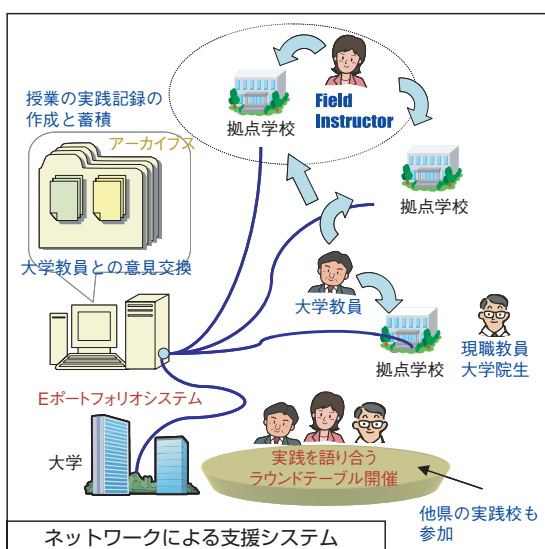 授業の実践記録の
作成と蓄積
アーカイブス
大学教員との意見交換
Field
Instructor
拠点学校
拠点学校
大学教員
拠点学校
現職教員
大学院生
Eポートフォリオシステム
大学
実践を語り合う
ラウンドテーブル開催
他県の実践校も
参加
ネットワークによる支援システム